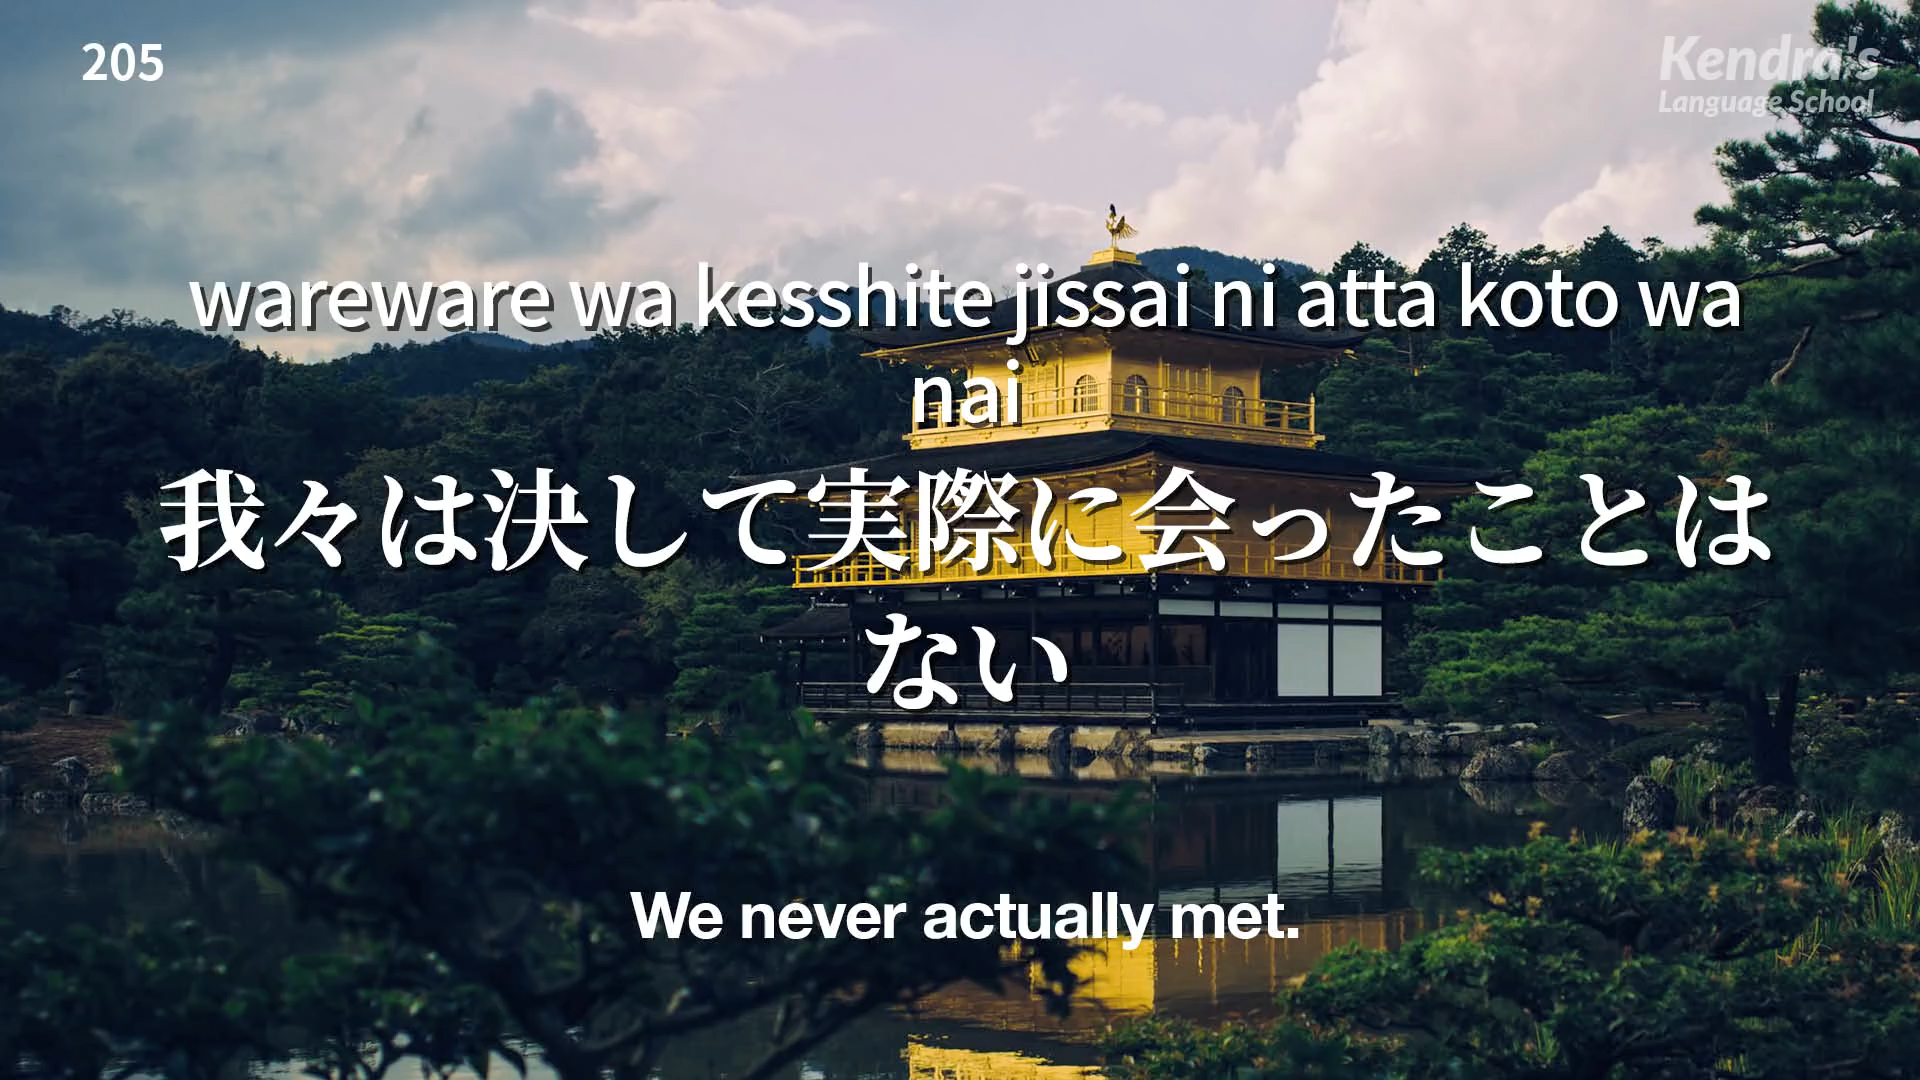 205
Kendra's
Language School
wareware wa kesshite jissai ni atta koto wa
nai
我々は決して実際に会ったことは
ない
We never actually met.